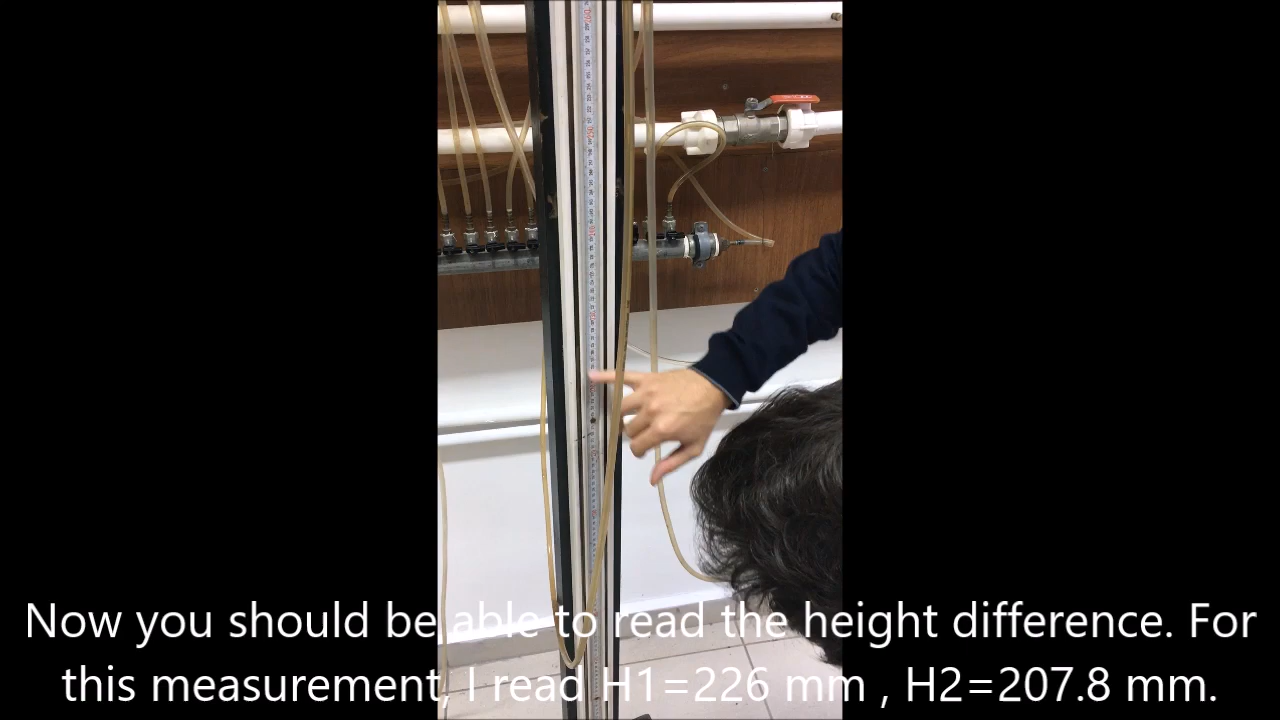 Now you should be able to read the height difference. For
this measurement, I read H1=226 mm , H2=207.8 mm.